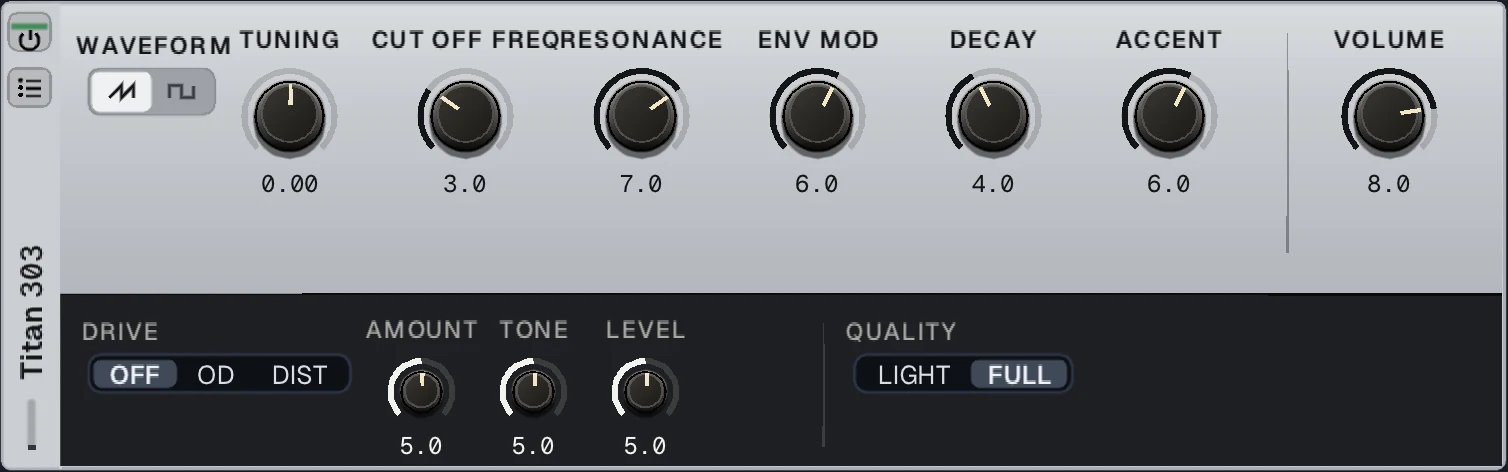 WAVEFORM TUNING CUT OFF FREQ RESONANCE ENV MOD DECAY ACCENT VOLUME
0.00 3.0 7.0 6.0 4.0 6.0 8.0
Titan 303
DRIVE AMOUNT TONE LEVEL QUALITY
OFF OD DIST LIGHT FULL
5.0 5.0 5.0